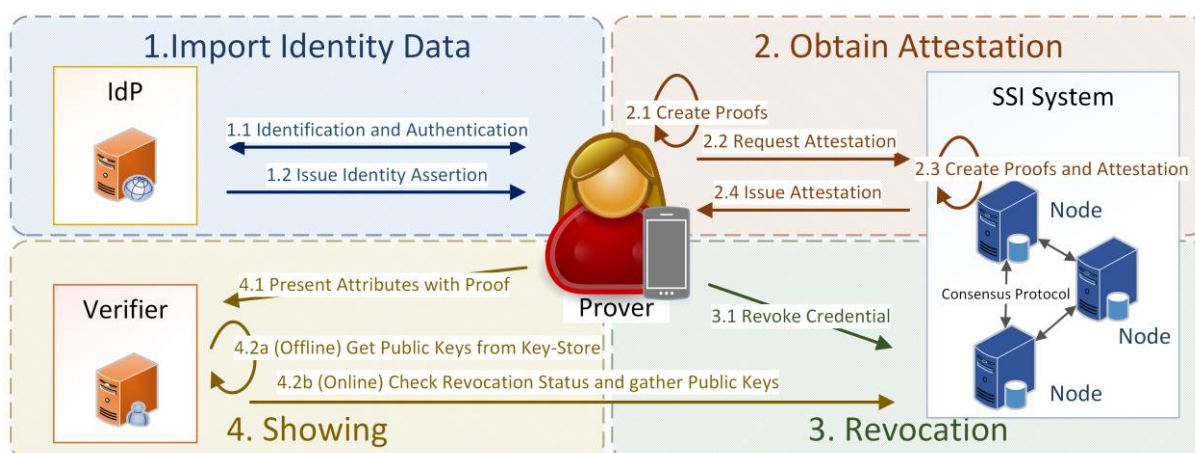 1.Import Identity Data
IdP
1.1 Identification and Authentication
1.2 Issue Identity Assertion
2. Obtain Attestation
SSI System
2.1 Create Proofs
2.2 Request Attestation
2.3 Create Proofs and Attestation
2.4 Issue Attestation
Node
Node
Consensus Protocol
Node
Prover
3.1 Revoke Credential
3. Revocation
Verifier
4.1 Present Attributes with Proof
4.2a (Offline) Get Public Keys from Key-Store
4.2b (Online) Check Revocation Status and gather Public Keys
4. Showing